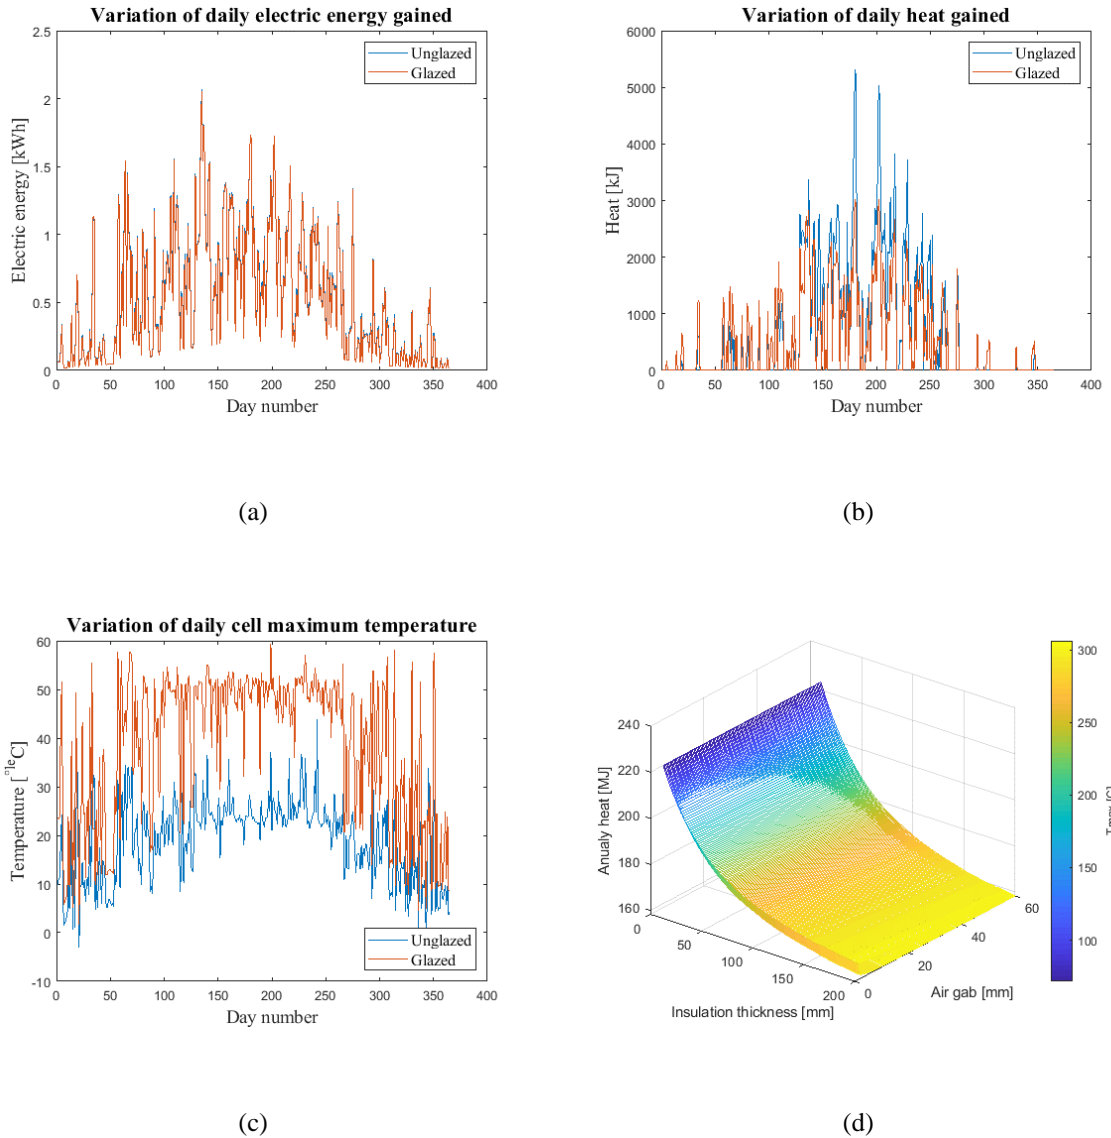 Variation of daily electric energy gained
2.5
2
1.5
1
0.5
0
Electric energy [kWh]
Unglazed
Glazed
0 50 100 150 200 250 300 350 400
Day number
(a)
Variation of daily heat gained
6000
5000
4000
3000
2000
1000
0
Heat [kJ]
Unglazed
Glazed
0 50 100 150 200 250 300 350 400
Day number
(b)
Variation of daily cell maximum temperature
60
50
40
30
20
10
0
-10
Temperature [°C]
Unglazed
Glazed
0 50 100 150 200 250 300 350 400
Day number
(c)
240
220
200
180
160
Anualy heat [MJ]
0 50 100 150 200
Insulation thickness [mm]
0 20 40 60
Air gab [mm]
300
250
200
150
100
(d)